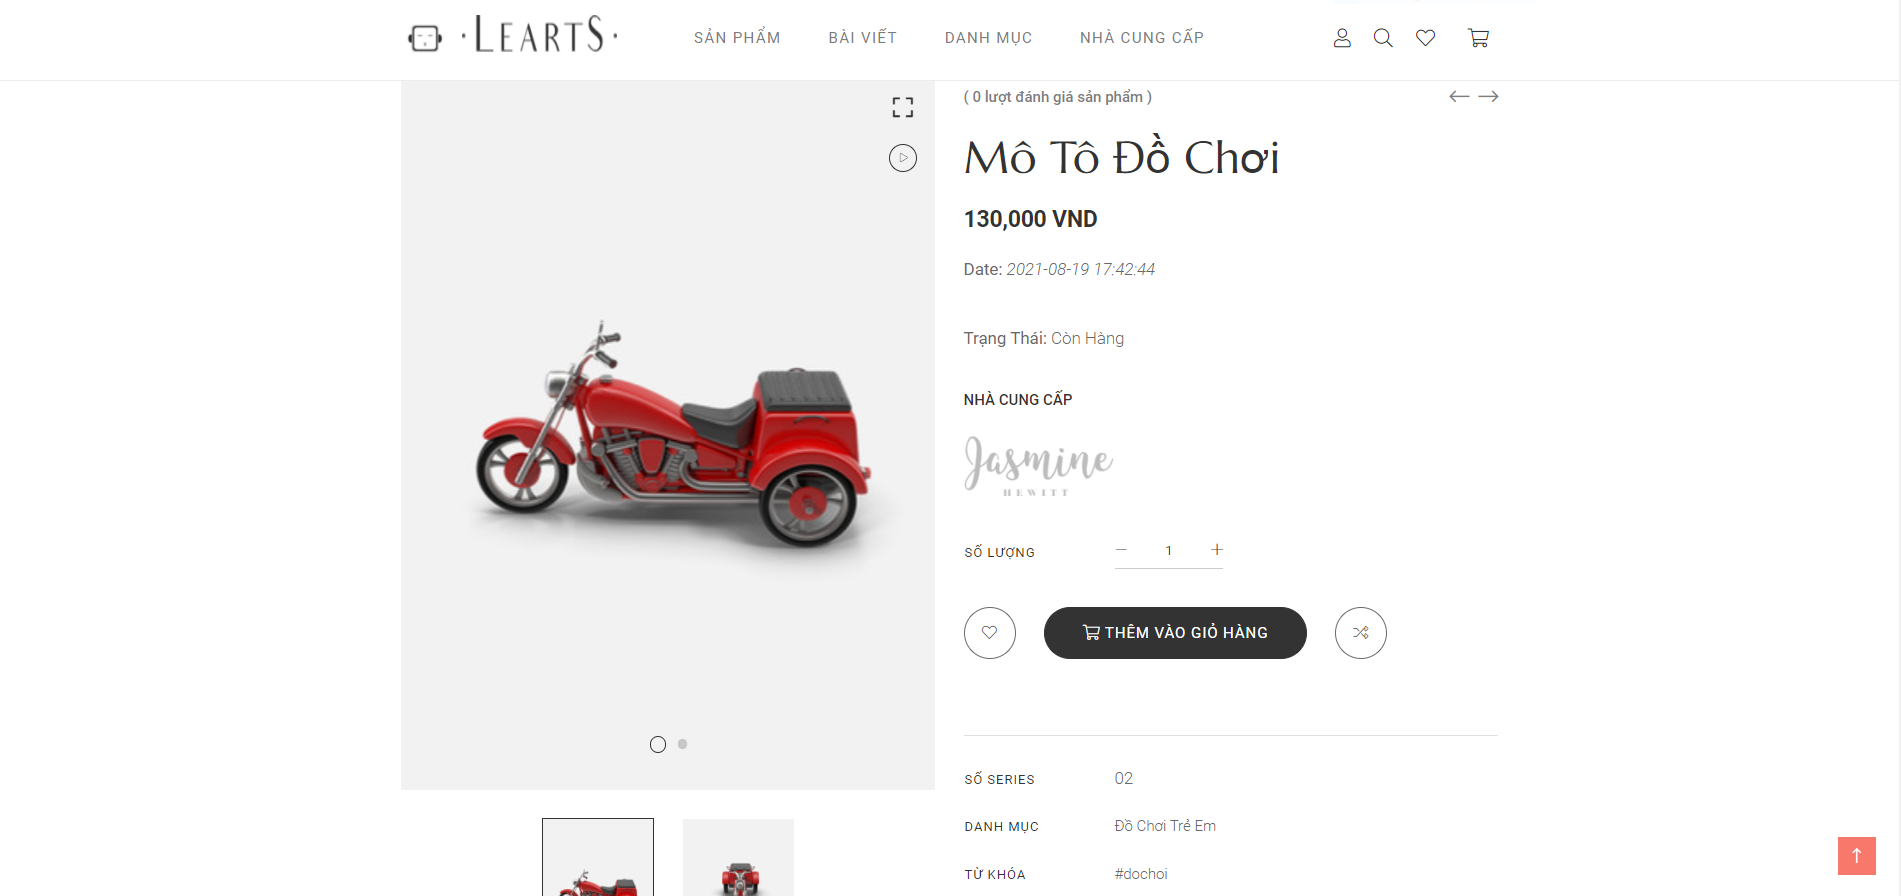 ·LEARTS·
SẢN PHẨM
BÀI VIẾT
DANH MỤC
NHÀ CUNG CẤP
( 0 lượt đánh giá sản phẩm )
Mô Tô Đồ Chơi
130,000 VND
Date: 2021-08-19 17:42:44
Trạng Thái: Còn Hàng
NHÀ CUNG CẤP
Jasmine
HEWITT
SỐ LƯỢNG
− 1 +
THÊM VÀO GIỎ HÀNG
SỐ SERIES 02
DANH MỤC Đồ Chơi Trẻ Em
TỪ KHÓA #dochoi